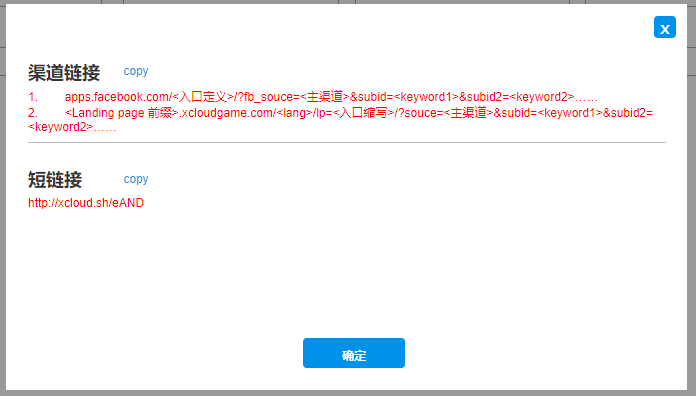 x
渠道链接 copy
1. apps.facebook.com/<入口定义>/?fb_souce=<主渠道>&subid=<keyword1>&subid2=<keyword2>……
2. <Landing page 前缀>.xcloudgame.com/<lang>/lp=<入口缩写>/?souce=<主渠道>&subid=<keyword1>&subid2=
<keyword2>……
短链接 copy
http://xcloud.sh/eAND
确定